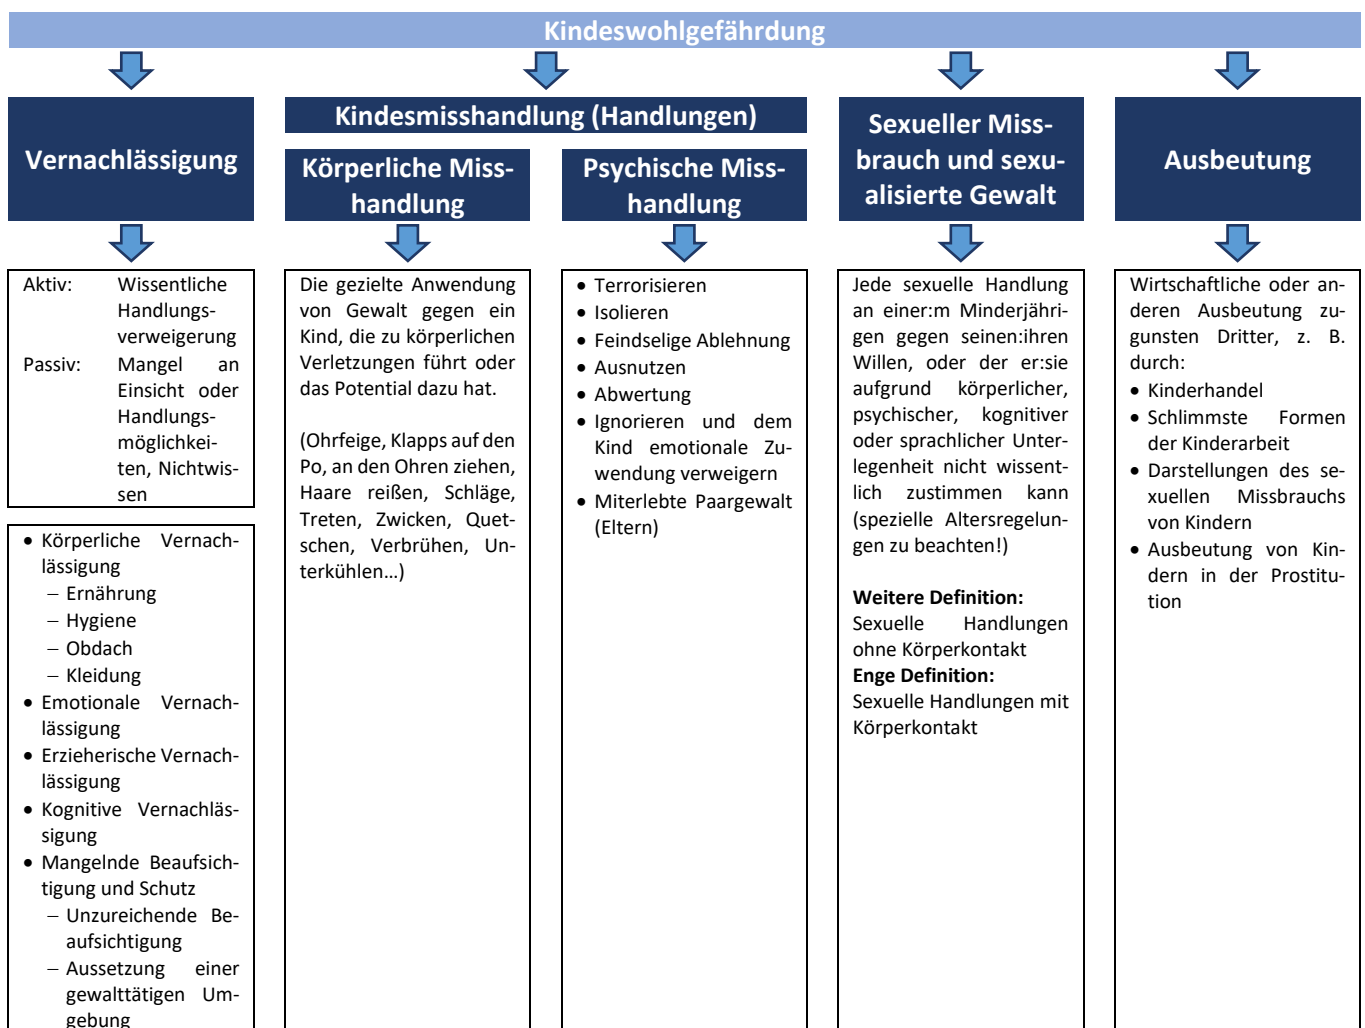 Kindeswohlgefährdung
Vernachlässigung
Kindesmisshandlung (Handlungen)
Körperliche Miss-
handlung
Psychische Miss-
handlung
Sexueller Miss-
brauch und sexu-
alisierte Gewalt
Ausbeutung
Aktiv: Wissentliche
Handlungs-
verweigerung
Passiv: Mangel an
Einsicht oder
Handlungs-
möglichkei-
ten, Nichtwis-
sen
• Körperliche Vernach-
lässigung
– Ernährung
– Hygiene
– Obdach
– Kleidung
• Emotionale Vernach-
lässigung
• Erzieherische Vernach-
lässigung
• Kognitive Vernachläs-
sigung
• Mangelnde Beaufsich-
tigung und Schutz
– Unzureichende Be-
aufsichtigung
– Aussetzung einer
gewalttätigen Um-
gebung
Die gezielte Anwendung
von Gewalt gegen ein
Kind, die zu körperlichen
Verletzungen führt oder
das Potential dazu hat.
(Ohrfeige, Klapps auf den
Po, an den Ohren ziehen,
Haare reißen, Schläge,
Treten, Zwicken, Quet-
schen, Verbrühen, Un-
terkühlen…)
• Terrorisieren
• Isolieren
• Feindselige Ablehnung
• Ausnutzen
• Abwertung
• Ignorieren und dem
Kind emotionale Zu-
wendung verweigern
• Miterlebte Paargewalt
(Eltern)
Jede sexuelle Handlung
an einer:m Minderjähri-
gen gegen seinen:ihren
Willen, oder der er:sie
aufgrund körperlicher,
psychischer, kognitiver
oder sprachlicher Unter-
legenheit nicht wissent-
lich zustimmen kann
(spezielle Altersregelun-
gen zu beachten!)
Weitere Definition:
Sexuelle Handlungen
ohne Körperkontakt
Enge Definition:
Sexuelle Handlungen mit
Körperkontakt
Wirtschaftliche oder an-
deren Ausbeutung zu-
gunsten Dritter, z. B.
durch:
• Kinderhandel
• Schlimmste Formen
der Kinderarbeit
• Darstellungen des se-
xuellen Missbrauchs
von Kindern
• Ausbeutung von Kin-
dern in der Prostitu-
tion